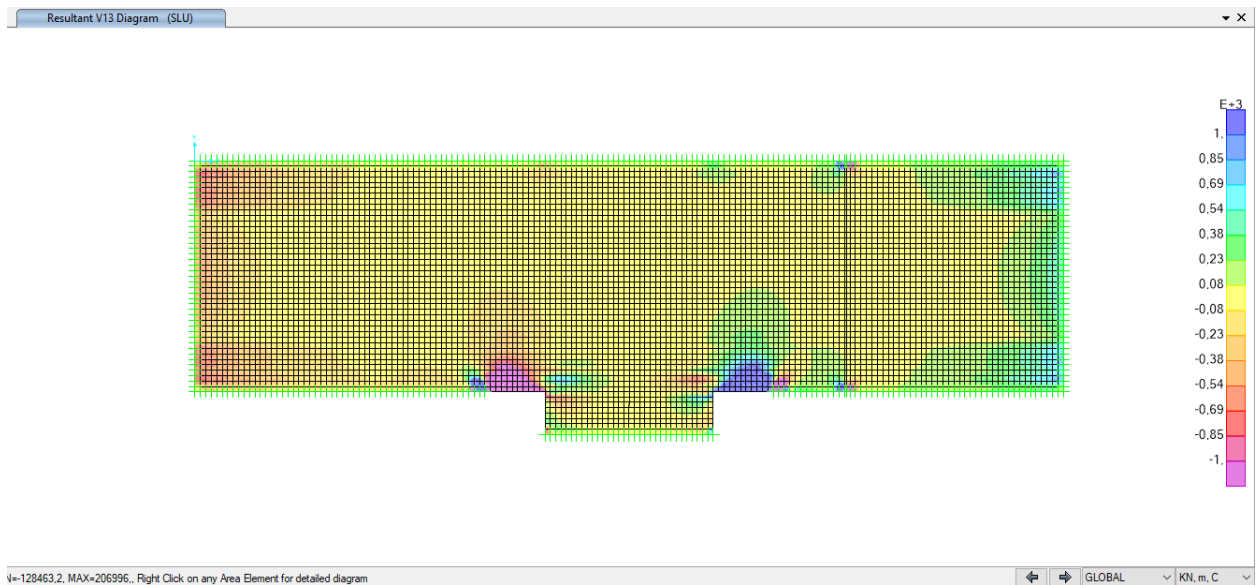 Resultant V13 Diagram (SLU)
E+3
1,
0.85
0.69
0.54
0.38
0.23
0.08
-0.08
-0.23
-0.38
-0.54
-0.69
-0.85
-1,
N=-128463,2, MAX=206996,, Right Click on any Area Element for detailed diagram
GLOBAL
KN, m, C